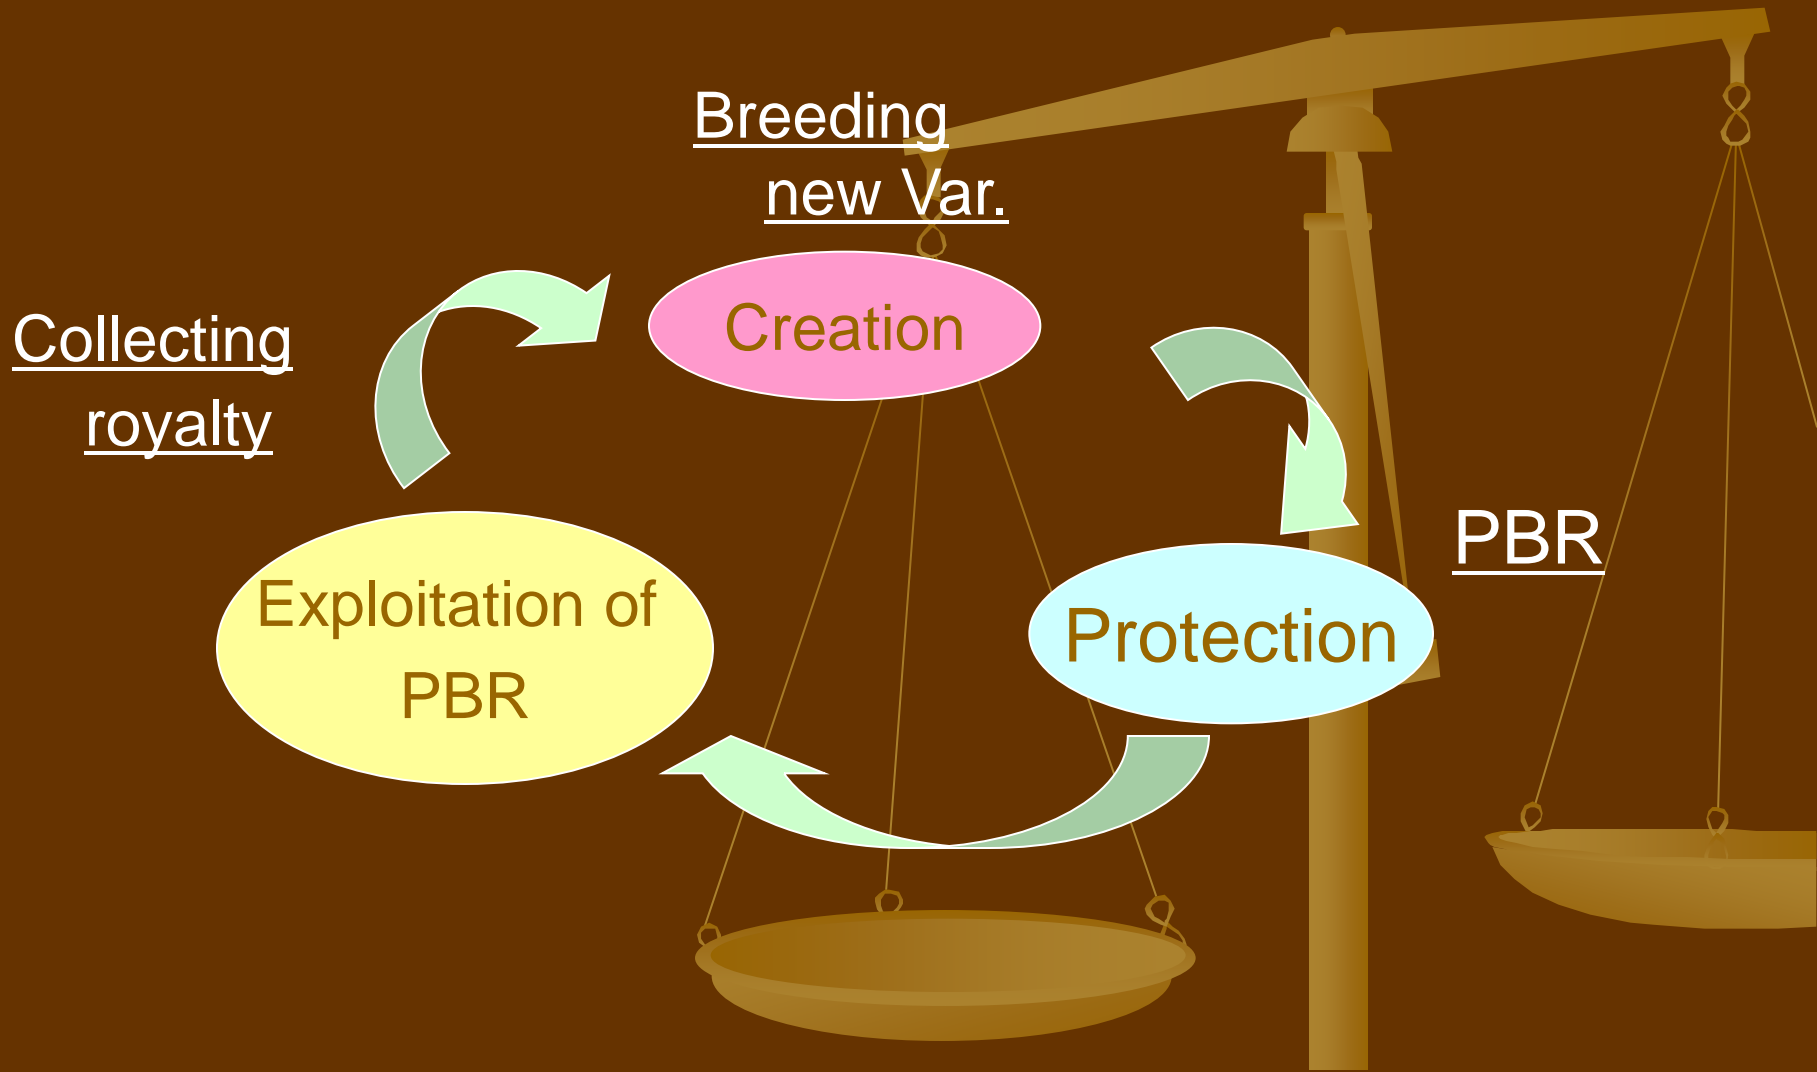 Breeding
new Var.
Creation
Collecting
royalty
PBR
Exploitation of
PBR
Protection